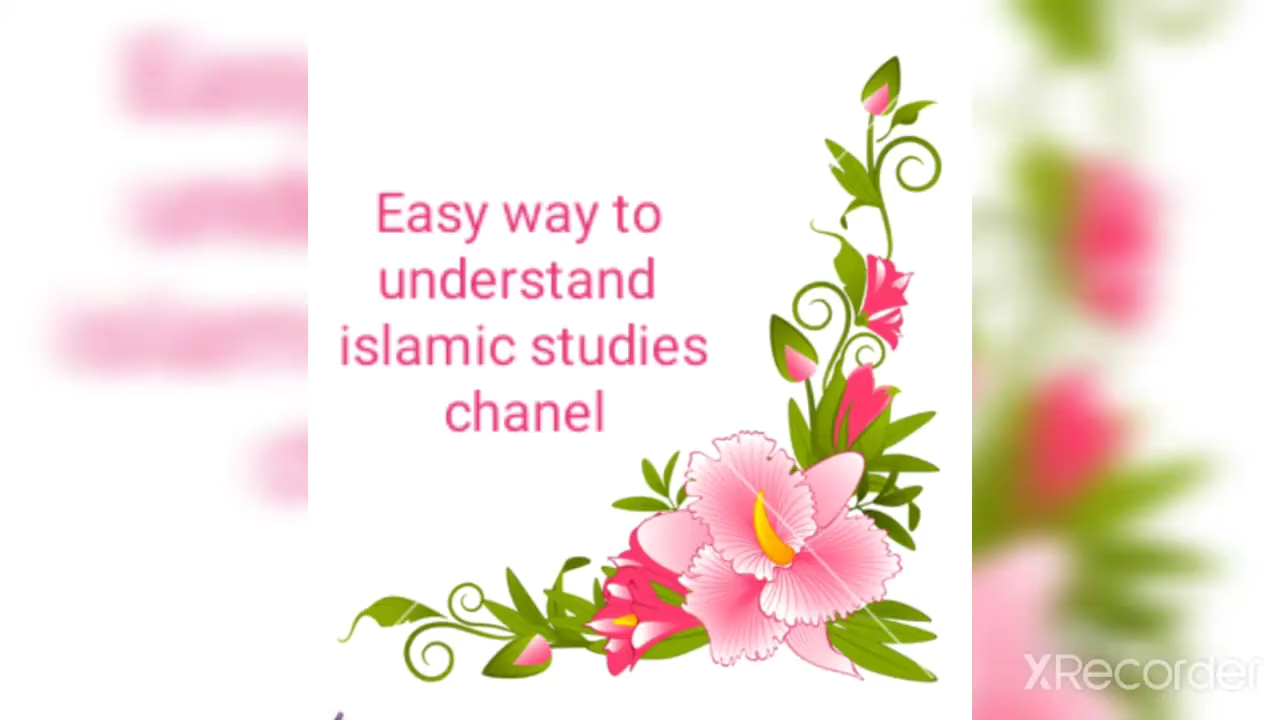 Easy way to
understand
islamic studies
chanel
XRecorder